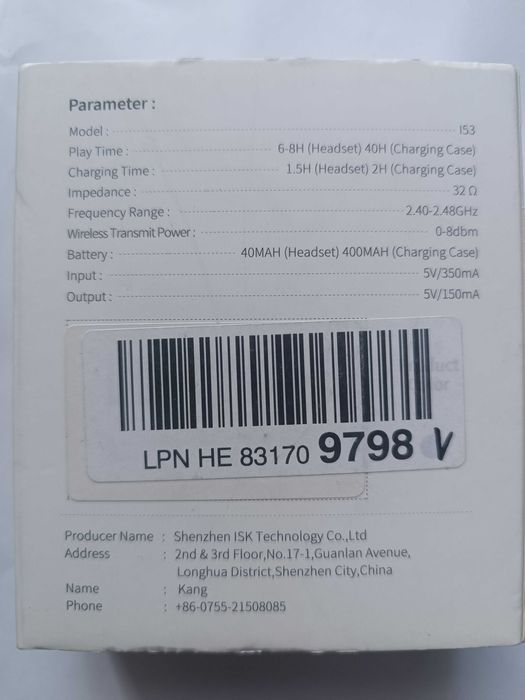 Parameter :
Model : I53
Play Time : 6-8H (Headset) 40H (Charging Case)
Charging Time : 1.5H (Headset) 2H (Charging Case)
Impedance : 32 Ω
Frequency Range : 2.40-2.48GHz
Wireless Transmit Power : 0-8dbm
Battery : 40MAH (Headset) 400MAH (Charging Case)
Input : 5V/350mA
Output : 5V/150mA
LPN HE 83170 9798 V
Producer Name : Shenzhen ISK Technology Co.,Ltd
Address : 2nd & 3rd Floor,No.17-1,Guanlan Avenue,
Longhua District,Shenzhen City,China
Name : Kang
Phone : +86-0755-21508085